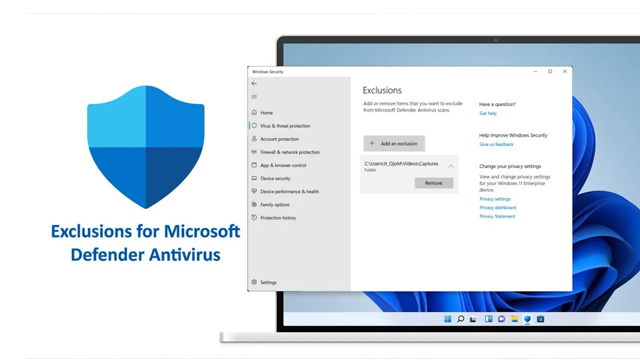 Exclusions for Microsoft
Defender Antivirus
Windows Security
Home
Virus & threat protection
Account protection
Firewall & network protection
App & browser control
Device security
Device performance & health
Family options
Protection history
Settings
Exclusions
Add or remove items that you want to exclude
from Microsoft Defender Antivirus scans.
Add an exclusion
Folder
Remove
Have a question?
Get help
Help improve Windows Security
Give us feedback
Change your privacy settings
View and change privacy settings
for your Windows 11 Enterprise
device.
Privacy settings
Privacy dashboard
Privacy Statement